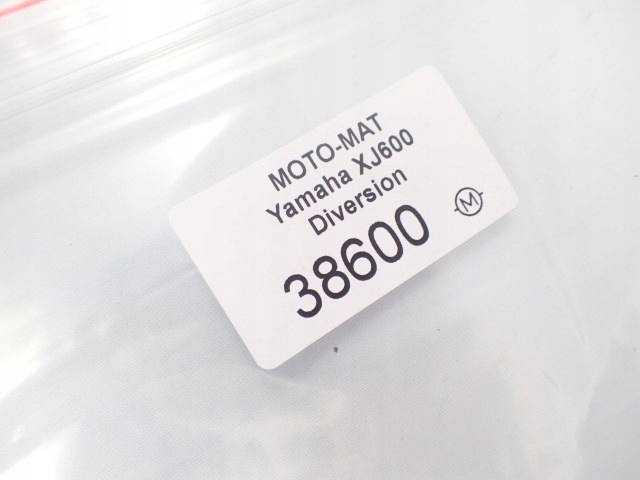 MOTO-MAT
Yamaha XJ600
Diversion
38600
M